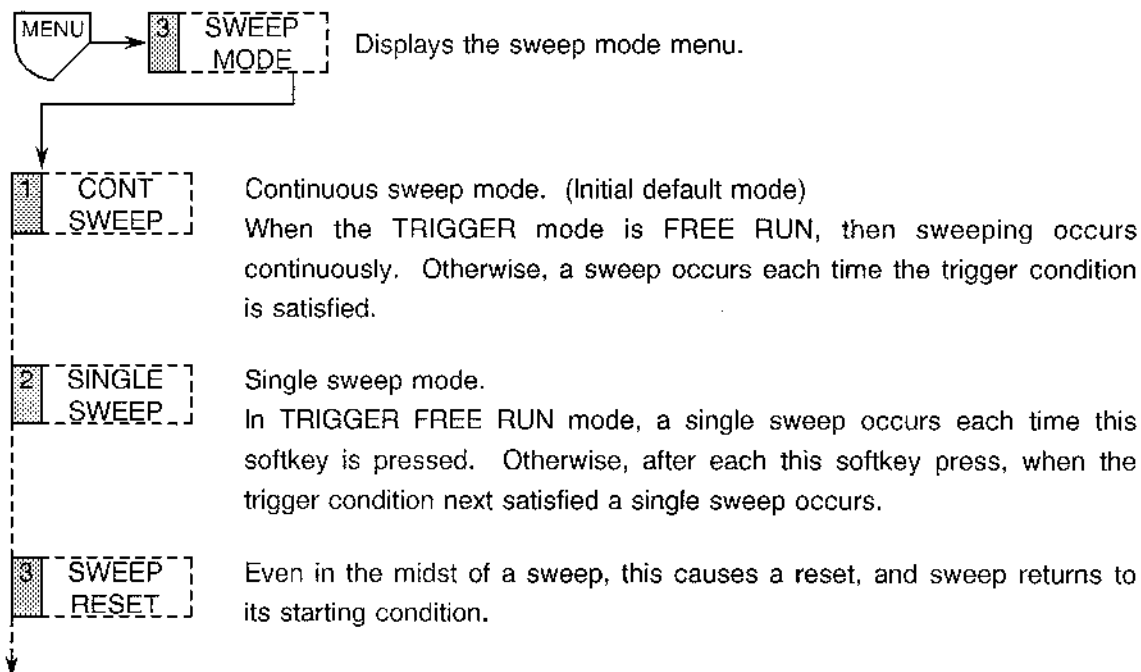 MENU
3 SWEEP
MODE
Displays the sweep mode menu.
1 CONT
SWEEP
Continuous sweep mode. (Initial default mode)
When the TRIGGER mode is FREE RUN, then sweeping occurs
continuously. Otherwise, a sweep occurs each time the trigger condition
is satisfied.
2 SINGLE
SWEEP
Single sweep mode.
In TRIGGER FREE RUN mode, a single sweep occurs each time this
softkey is pressed. Otherwise, after each this softkey press, when the
trigger condition next satisfied a single sweep occurs.
3 SWEEP
RESET
Even in the midst of a sweep, this causes a reset, and sweep returns to
its starting condition.